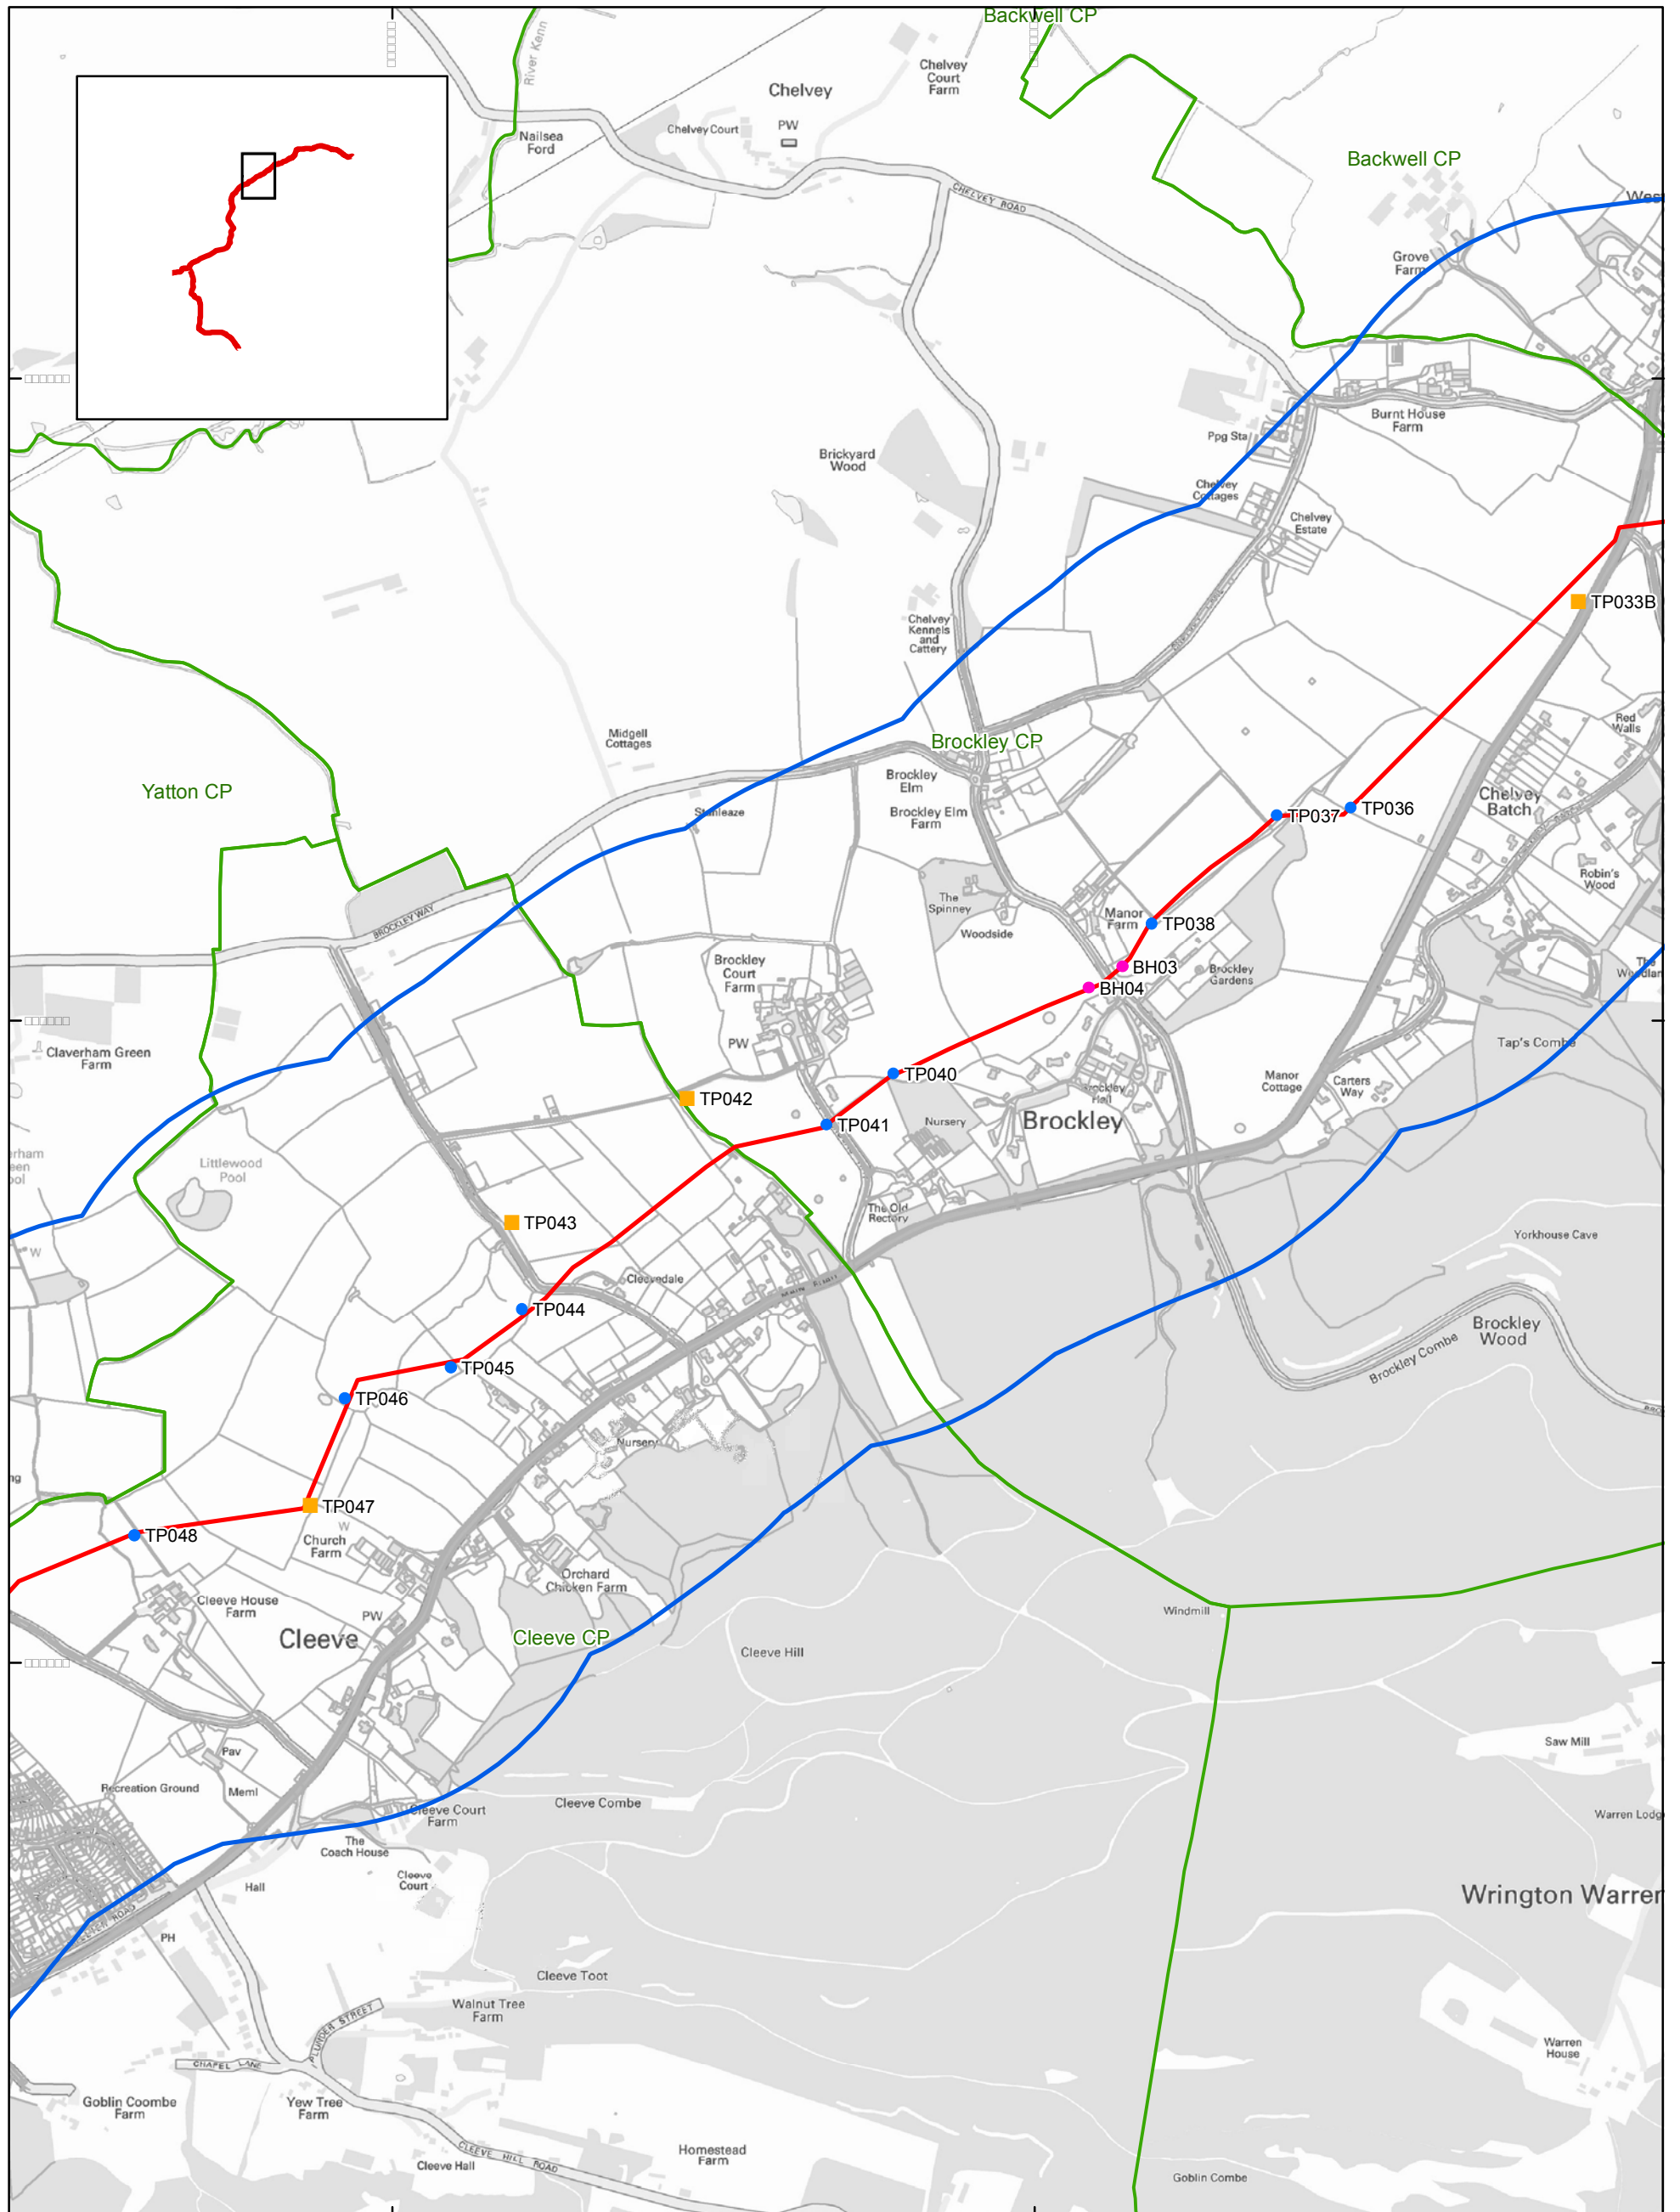 Backwell CP
River Kenn
Chelvey
Court
Farm
Chelvey
Nailsea
Ford
Chelvey Court
PW
Backwell CP
CHELVEY ROAD
Grove
Farm
Burnt House
Farm
Ppg Sta
Brickyard
Wood
Chelvey
Cottages
Chelvey
Estate
TP033B
Chelvey
Kennels
and
Cattery
Red
Walls
Midgell
Cottages
Brockley CP
Brockley
Elm
Yatton CP
Brockley Elm
Farm
Chelvey
Batch
TP036
TP037
Robin's
Wood
The
Spinney
Manor
Farm
TP038
BROCKLEY WAY
Woodside
Brockley
Court
Farm
BH03
Brockley
Gardens
BH04
The
Claverham Green
Farm
PW
Tap's Combe
TP040
Manor
Cottage
Carters
Way
TP042
Brockley
Hall
Brockley
TP041
Nursery
Littlewood
Pool
The Old
Rectory
TP043
W
Yorkhouse Cave
Cleevedale
TP044
Brockley
Wood
Brockley Combe
TP045
TP046
Nursery
TP047
W
TP048
Church
Farm
Orchard
Chicken Farm
Cleeve House
Farm
PW
Windmill
Cleeve
Cleeve CP
Cleeve Hill
Saw Mill
Pav
Recreation Ground
Meml
Cleeve Combe
Cleeve Court
Farm
The
Coach House
Cleeve
Court
Hall
Wrington Warren
PH
Cleeve Toot
Walnut Tree
Farm
PLUNDER STREET
Warren
House
CHAPEL LANE
Goblin Coombe
Farm
Yew Tree
Farm
CLEEVE HILL ROAD
Homestead
Farm
Cleeve Hall
Goblin Combe